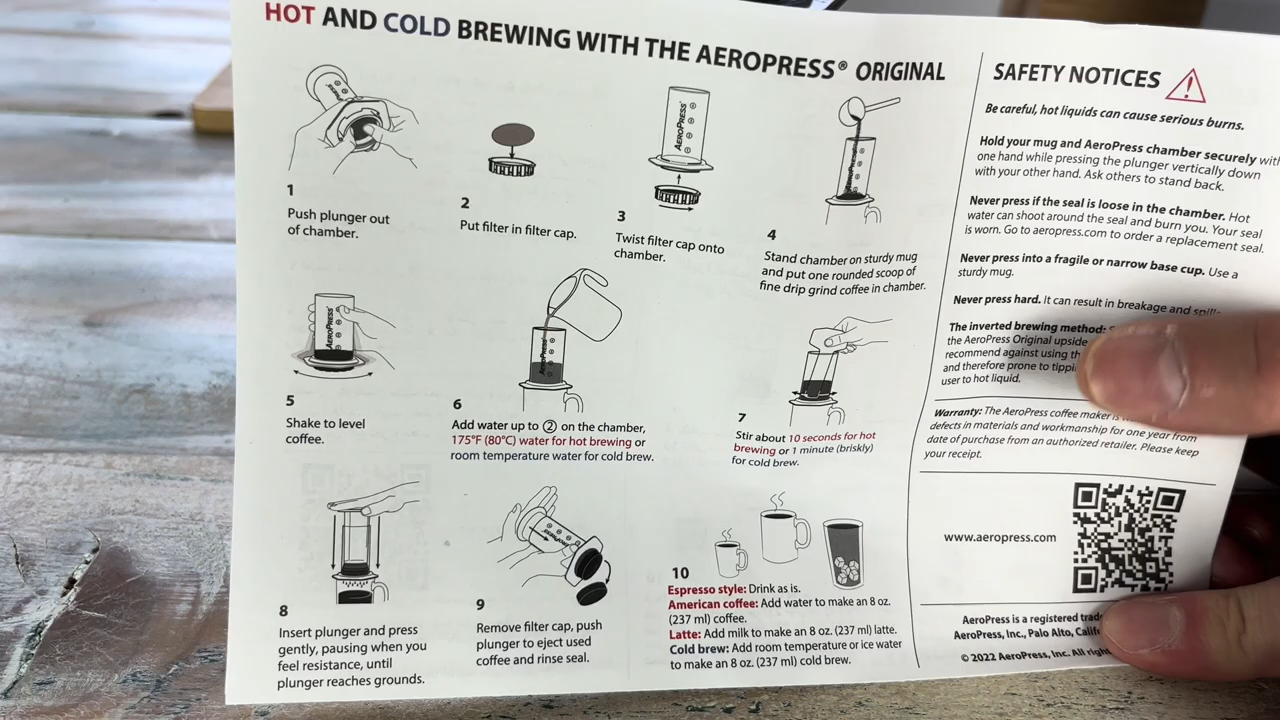 HOT AND COLD BREWING WITH THE AEROPRESS® ORIGINAL
1
Push plunger out
of chamber.
2
Put filter in filter cap.
3
Twist filter cap onto
chamber.
AEROPRESS
4
Stand chamber on sturdy mug
and put one rounded scoop of
fine drip grind coffee in chamber.
5
Shake to level
coffee.
AEROPRESS
6
Add water up to ② on the chamber,
175°F (80°C) water for hot brewing or
room temperature water for cold brew.
AEROPRESS
7
Stir about 10 seconds for hot
brewing or 1 minute (briskly)
for cold brew.
8
Insert plunger and press
gently, pausing when you
feel resistance, until
plunger reaches grounds.
9
Remove filter cap, push
plunger to eject used
coffee and rinse seal.
10
Espresso style: Drink as is.
American coffee: Add water to make an 8 oz.
(237 ml) coffee.
Latte: Add milk to make an 8 oz. (237 ml) latte.
Cold brew: Add room temperature or ice water
to make an 8 oz. (237 ml) cold brew.
SAFETY NOTICES
Be careful, hot liquids can cause serious burns.
Hold your mug and AeroPress chamber securely with
one hand while pressing the plunger vertically down
with your other hand. Ask others to stand back.
Never press if the seal is loose in the chamber. Hot
water can shoot around the seal and burn you. Your seal
is worn. Go to aeropress.com to order a replacement seal.
Never press into a fragile or narrow base cup. Use a
sturdy mug.
Never press hard. It can result in breakage and
The inverted brewing method:
the AeroPress Original upside
recommend against using
and therefore prone to
user to hot liquid.
Warranty: The AeroPress coffee maker is
defects in materials and workmanship for one year from
date of purchase from an authorized retailer. Please keep
your receipt.
www.aeropress.com
AeroPress is a registered
AeroPress, Inc., Palo Alto,
© 2022 AeroPress, Inc. All